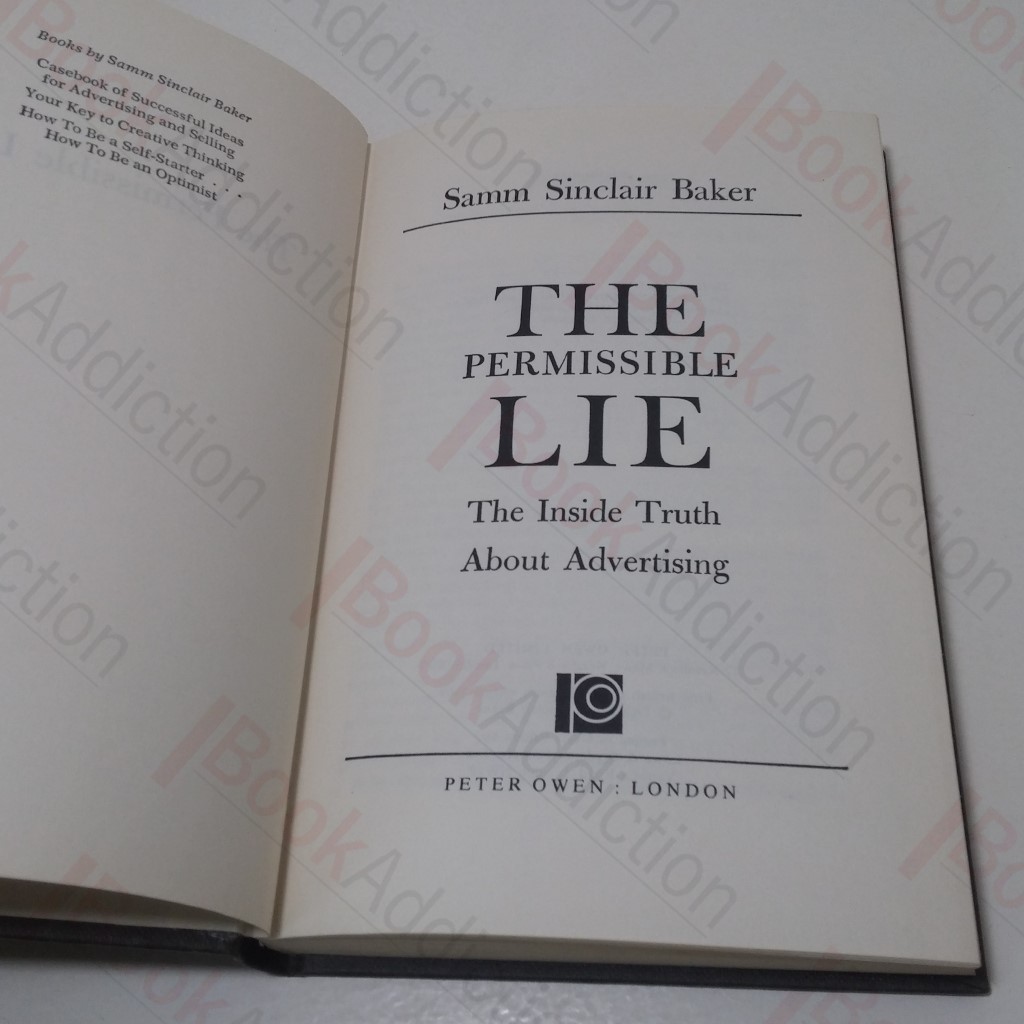 Books by Samm Sinclair Baker
Casebook of Successful Ideas
for Advertising and Selling
Your Key to Creative Thinking
How To Be a Self-Starter . . .
How To Be an Optimist
Samm Sinclair Baker
THE
PERMISSIBLE
LIE
The Inside Truth
About Advertising
PETER OWEN : LONDON
BookAddiction